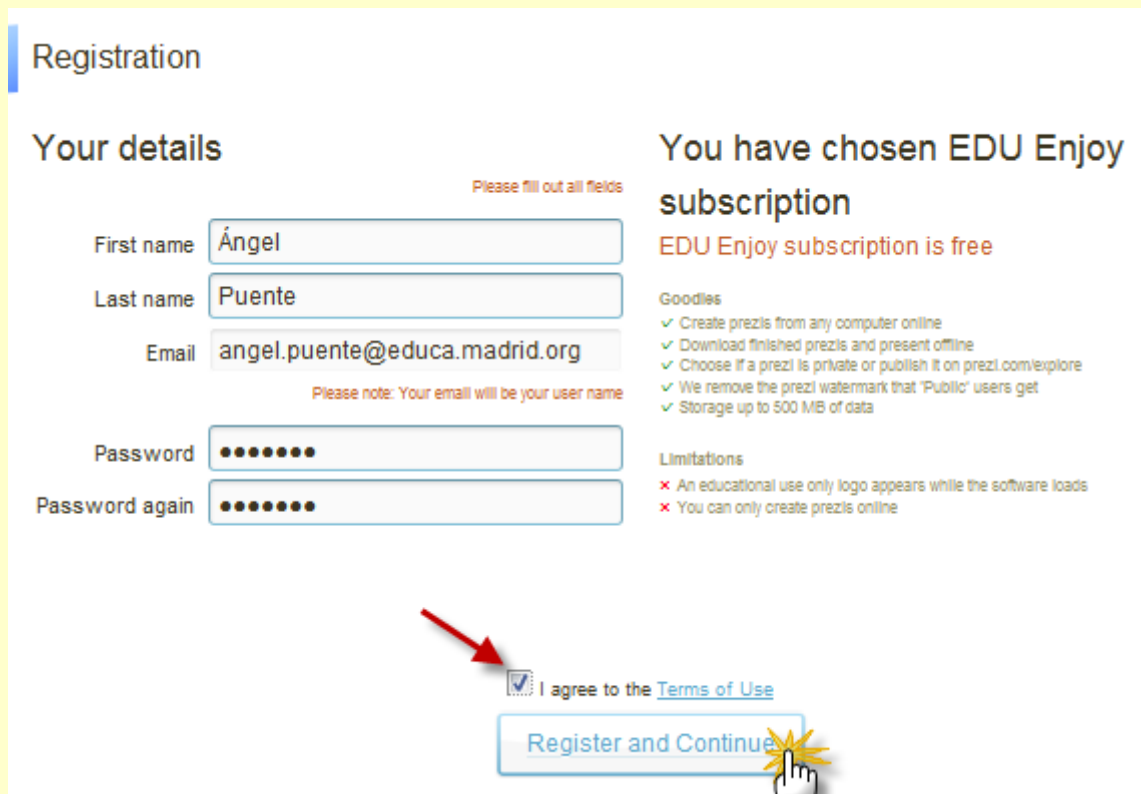 Registration
Your details
Please fill out all fields
First name Ángel
Last name Puente
Email angel.puente@educa.madrid.org
Please note: Your email will be your user name
Password •••••••
Password again •••••••
You have chosen EDU Enjoy
subscription
EDU Enjoy subscription is free
Goodies
✓ Create prezis from any computer online
✓ Download finished prezis and present offline
✓ Choose if a prezi is private or publish it on prezi.com/explore
✓ We remove the prezi watermark that 'Public' users get
✓ Storage up to 500 MB of data
Limitations
× An educational use only logo appears while the software loads
× You can only create prezis online
I agree to the Terms of Use
Register and Continue